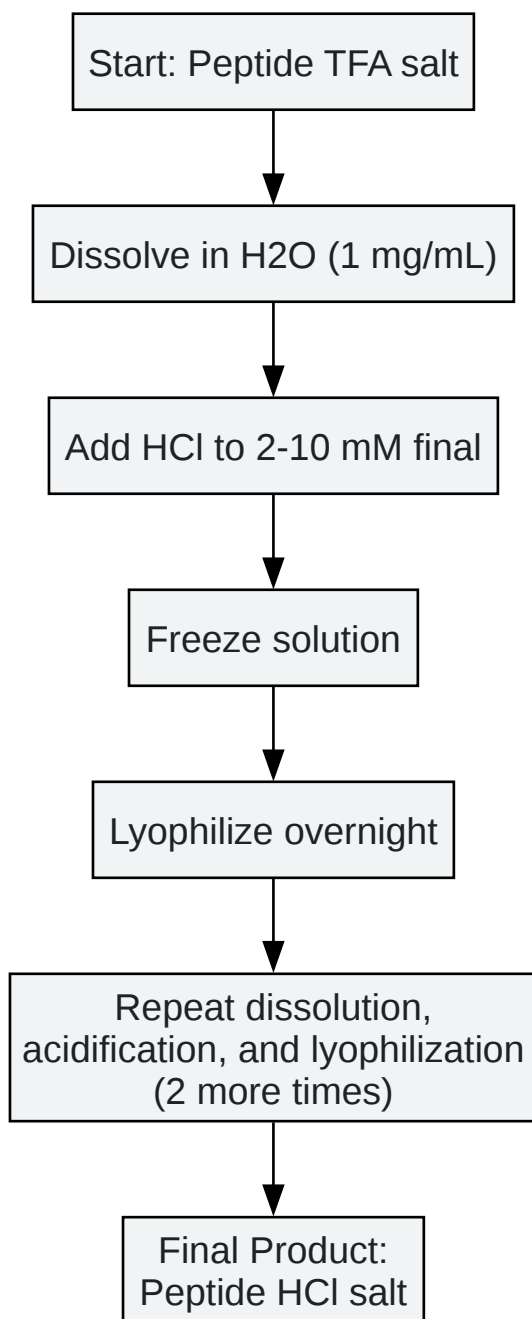 Start: Peptide TFA salt
Dissolve in H2O (1 mg/mL)
Add HCl to 2-10 mM final
Freeze solution
Lyophilize overnight
Repeat dissolution,
acidification, and lyophilization
(2 more times)
Final Product:
Peptide HCl salt